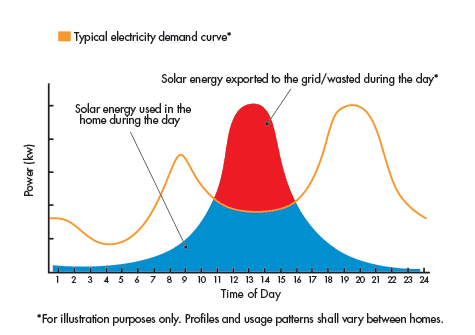 Typical electricity demand curve*
Solar energy exported to the grid/wasted during the day*
Solar energy used in the
home during the day
Power (kw)
1 2 3 4 5 6 7 8 9 10 11 12 13 14 15 16 17 18 19 20 21 22 23 24
Time of Day
*For illustration purposes only. Profiles and usage patterns shall vary between homes.